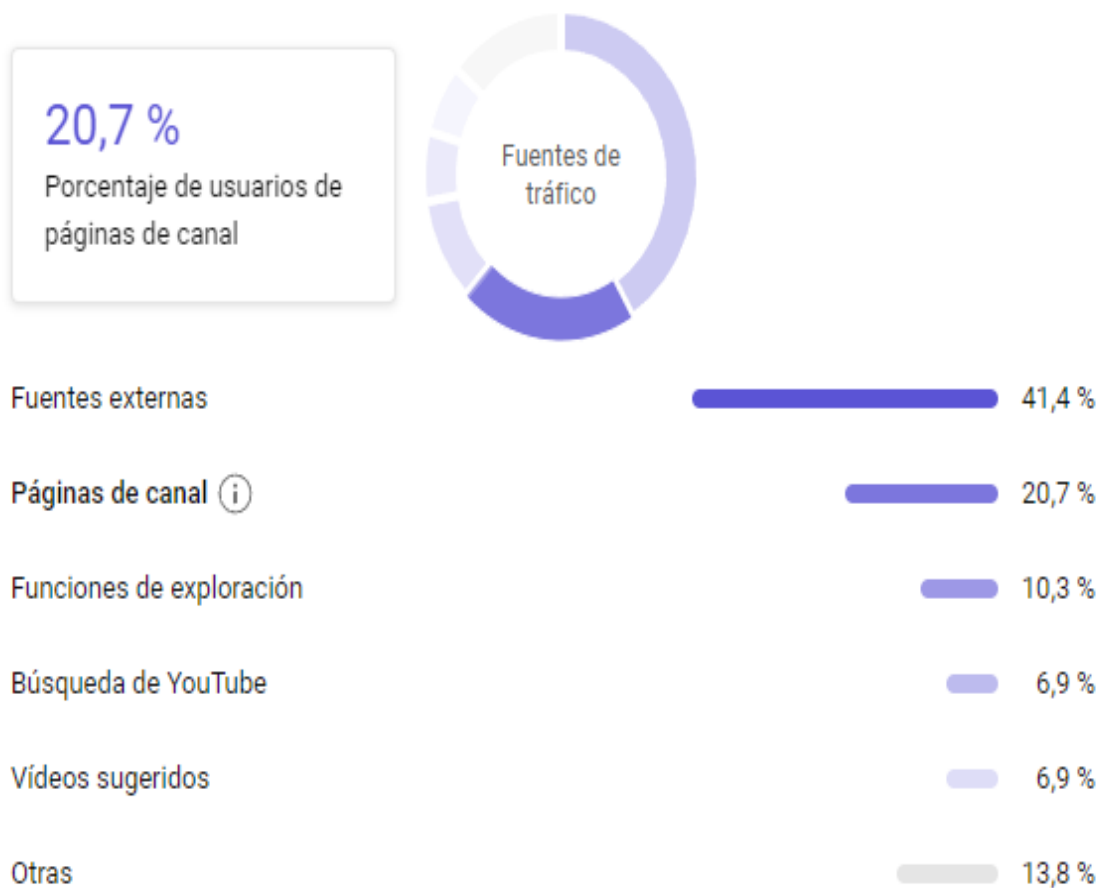 20,7 %
Porcentaje de usuarios de
páginas de canal
Fuentes de
tráfico
Fuentes externas 41,4 %
Páginas de canal i 20,7 %
Funciones de exploración 10,3 %
Búsqueda de YouTube 6,9 %
Vídeos sugeridos 6,9 %
Otras 13,8 %